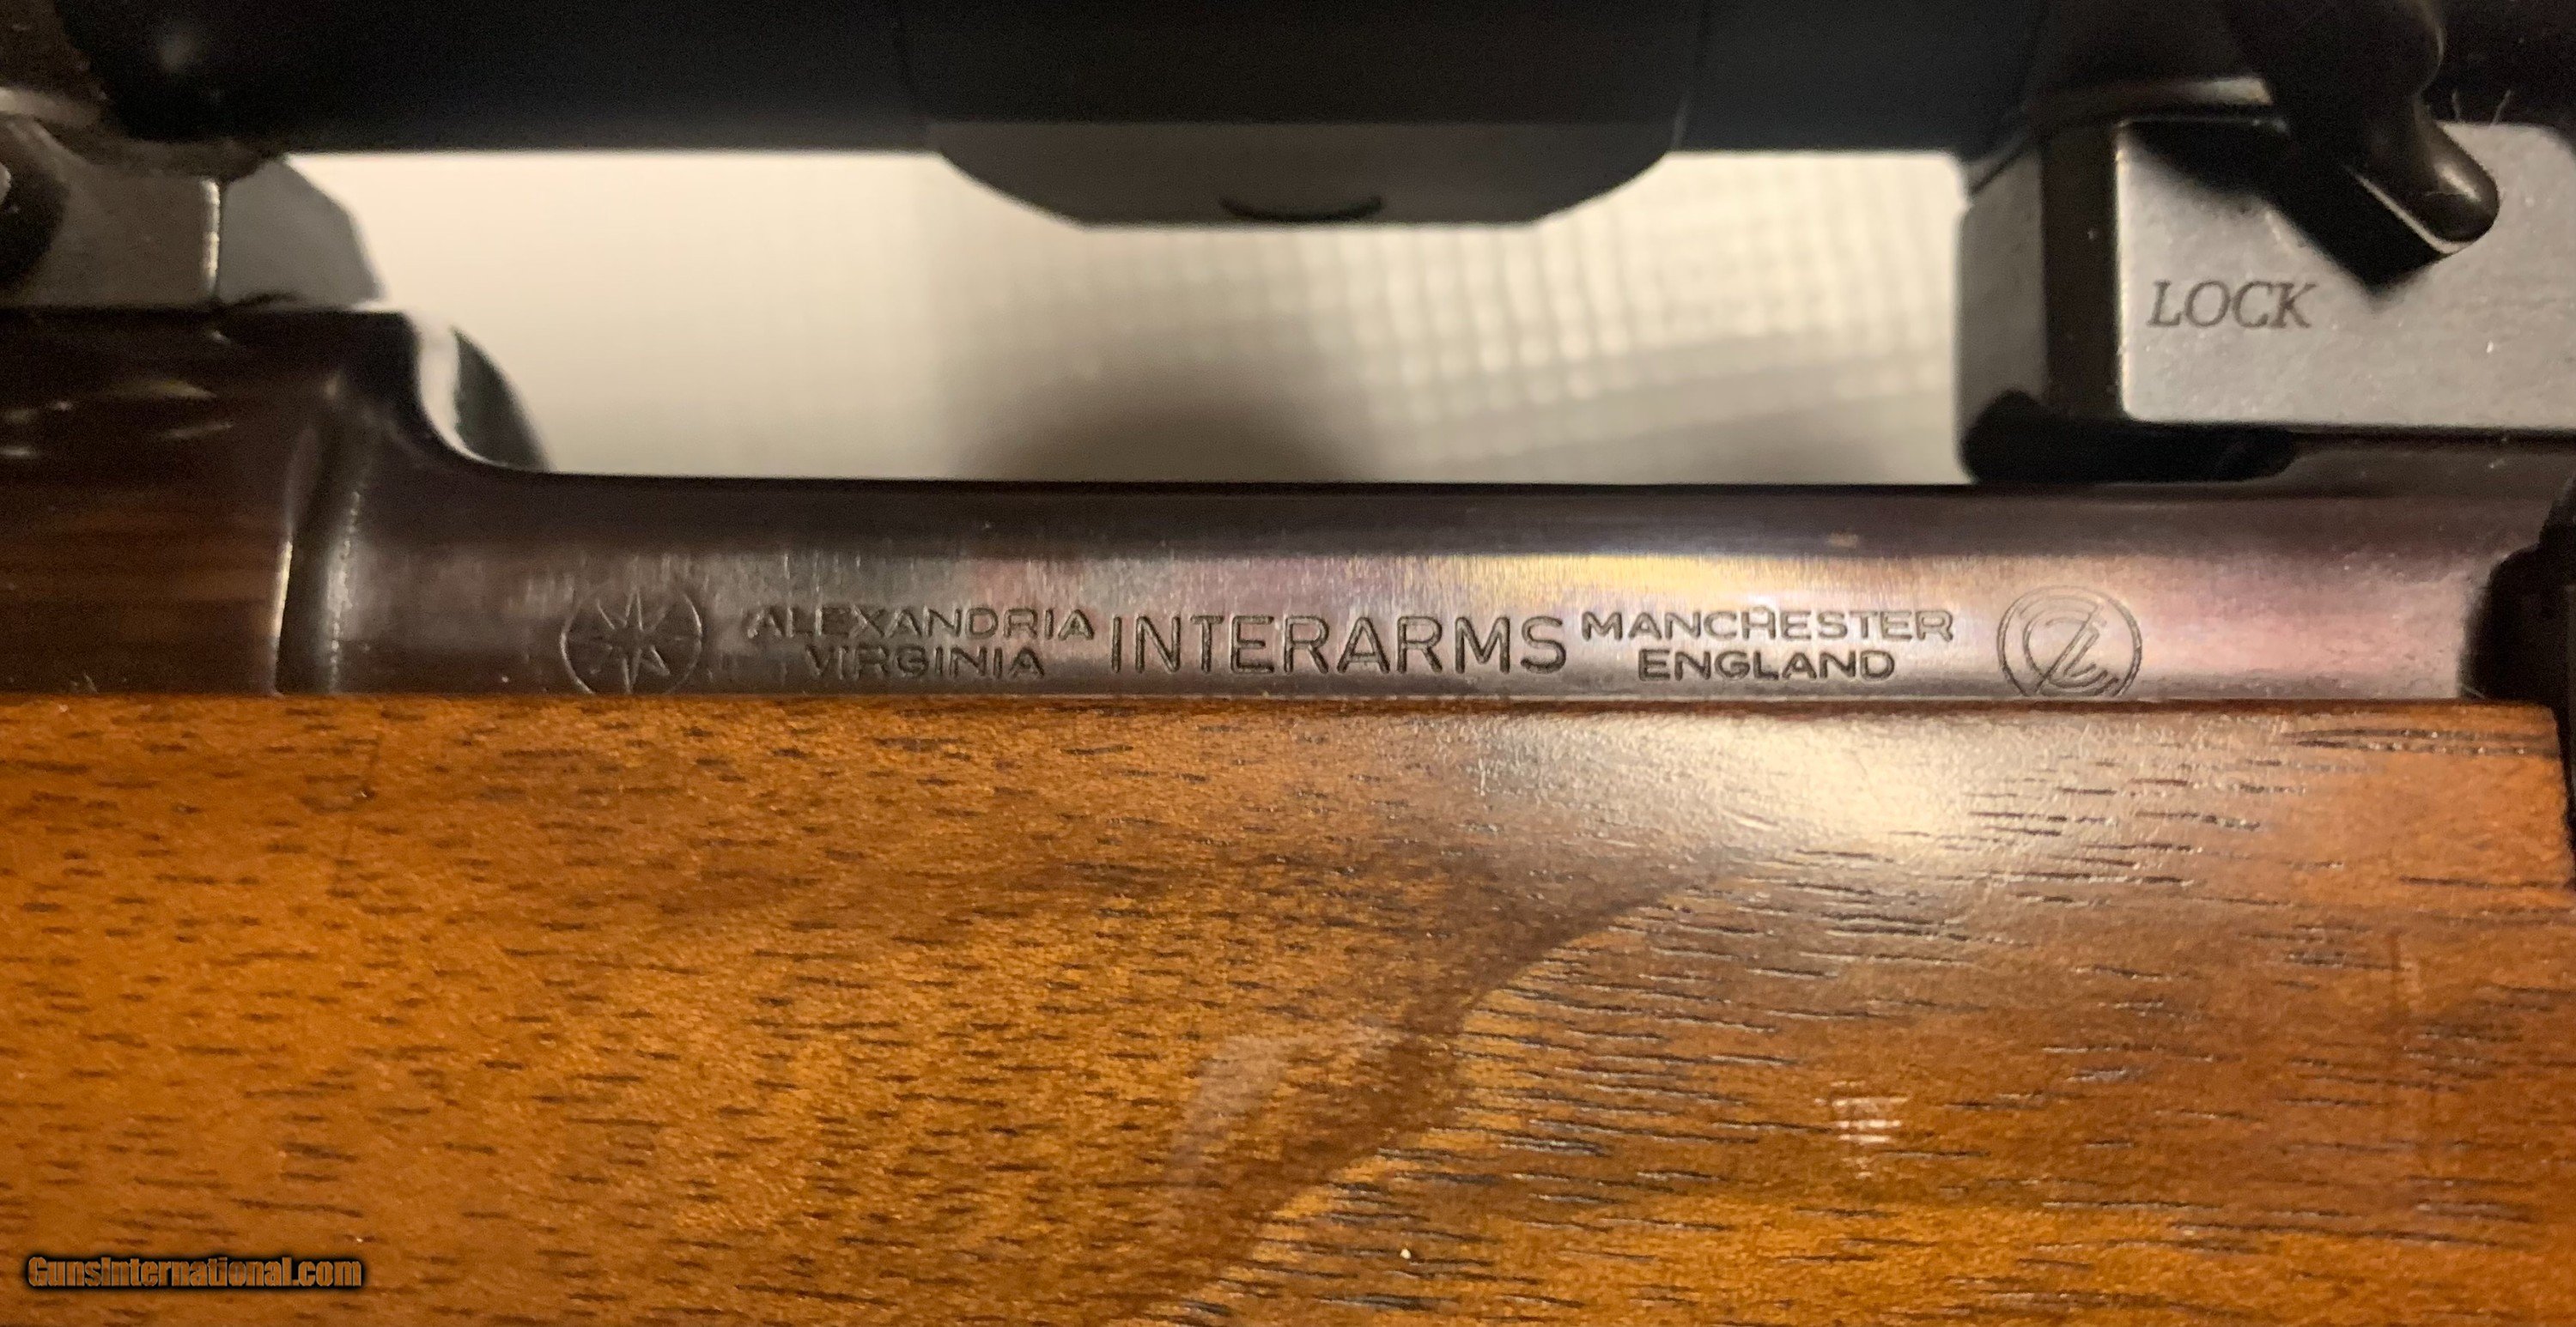 LOCK
ALEXANDRIA
VIRGINIA
INTERARMS
MANCHESTER
ENGLAND
GunsInternational.com